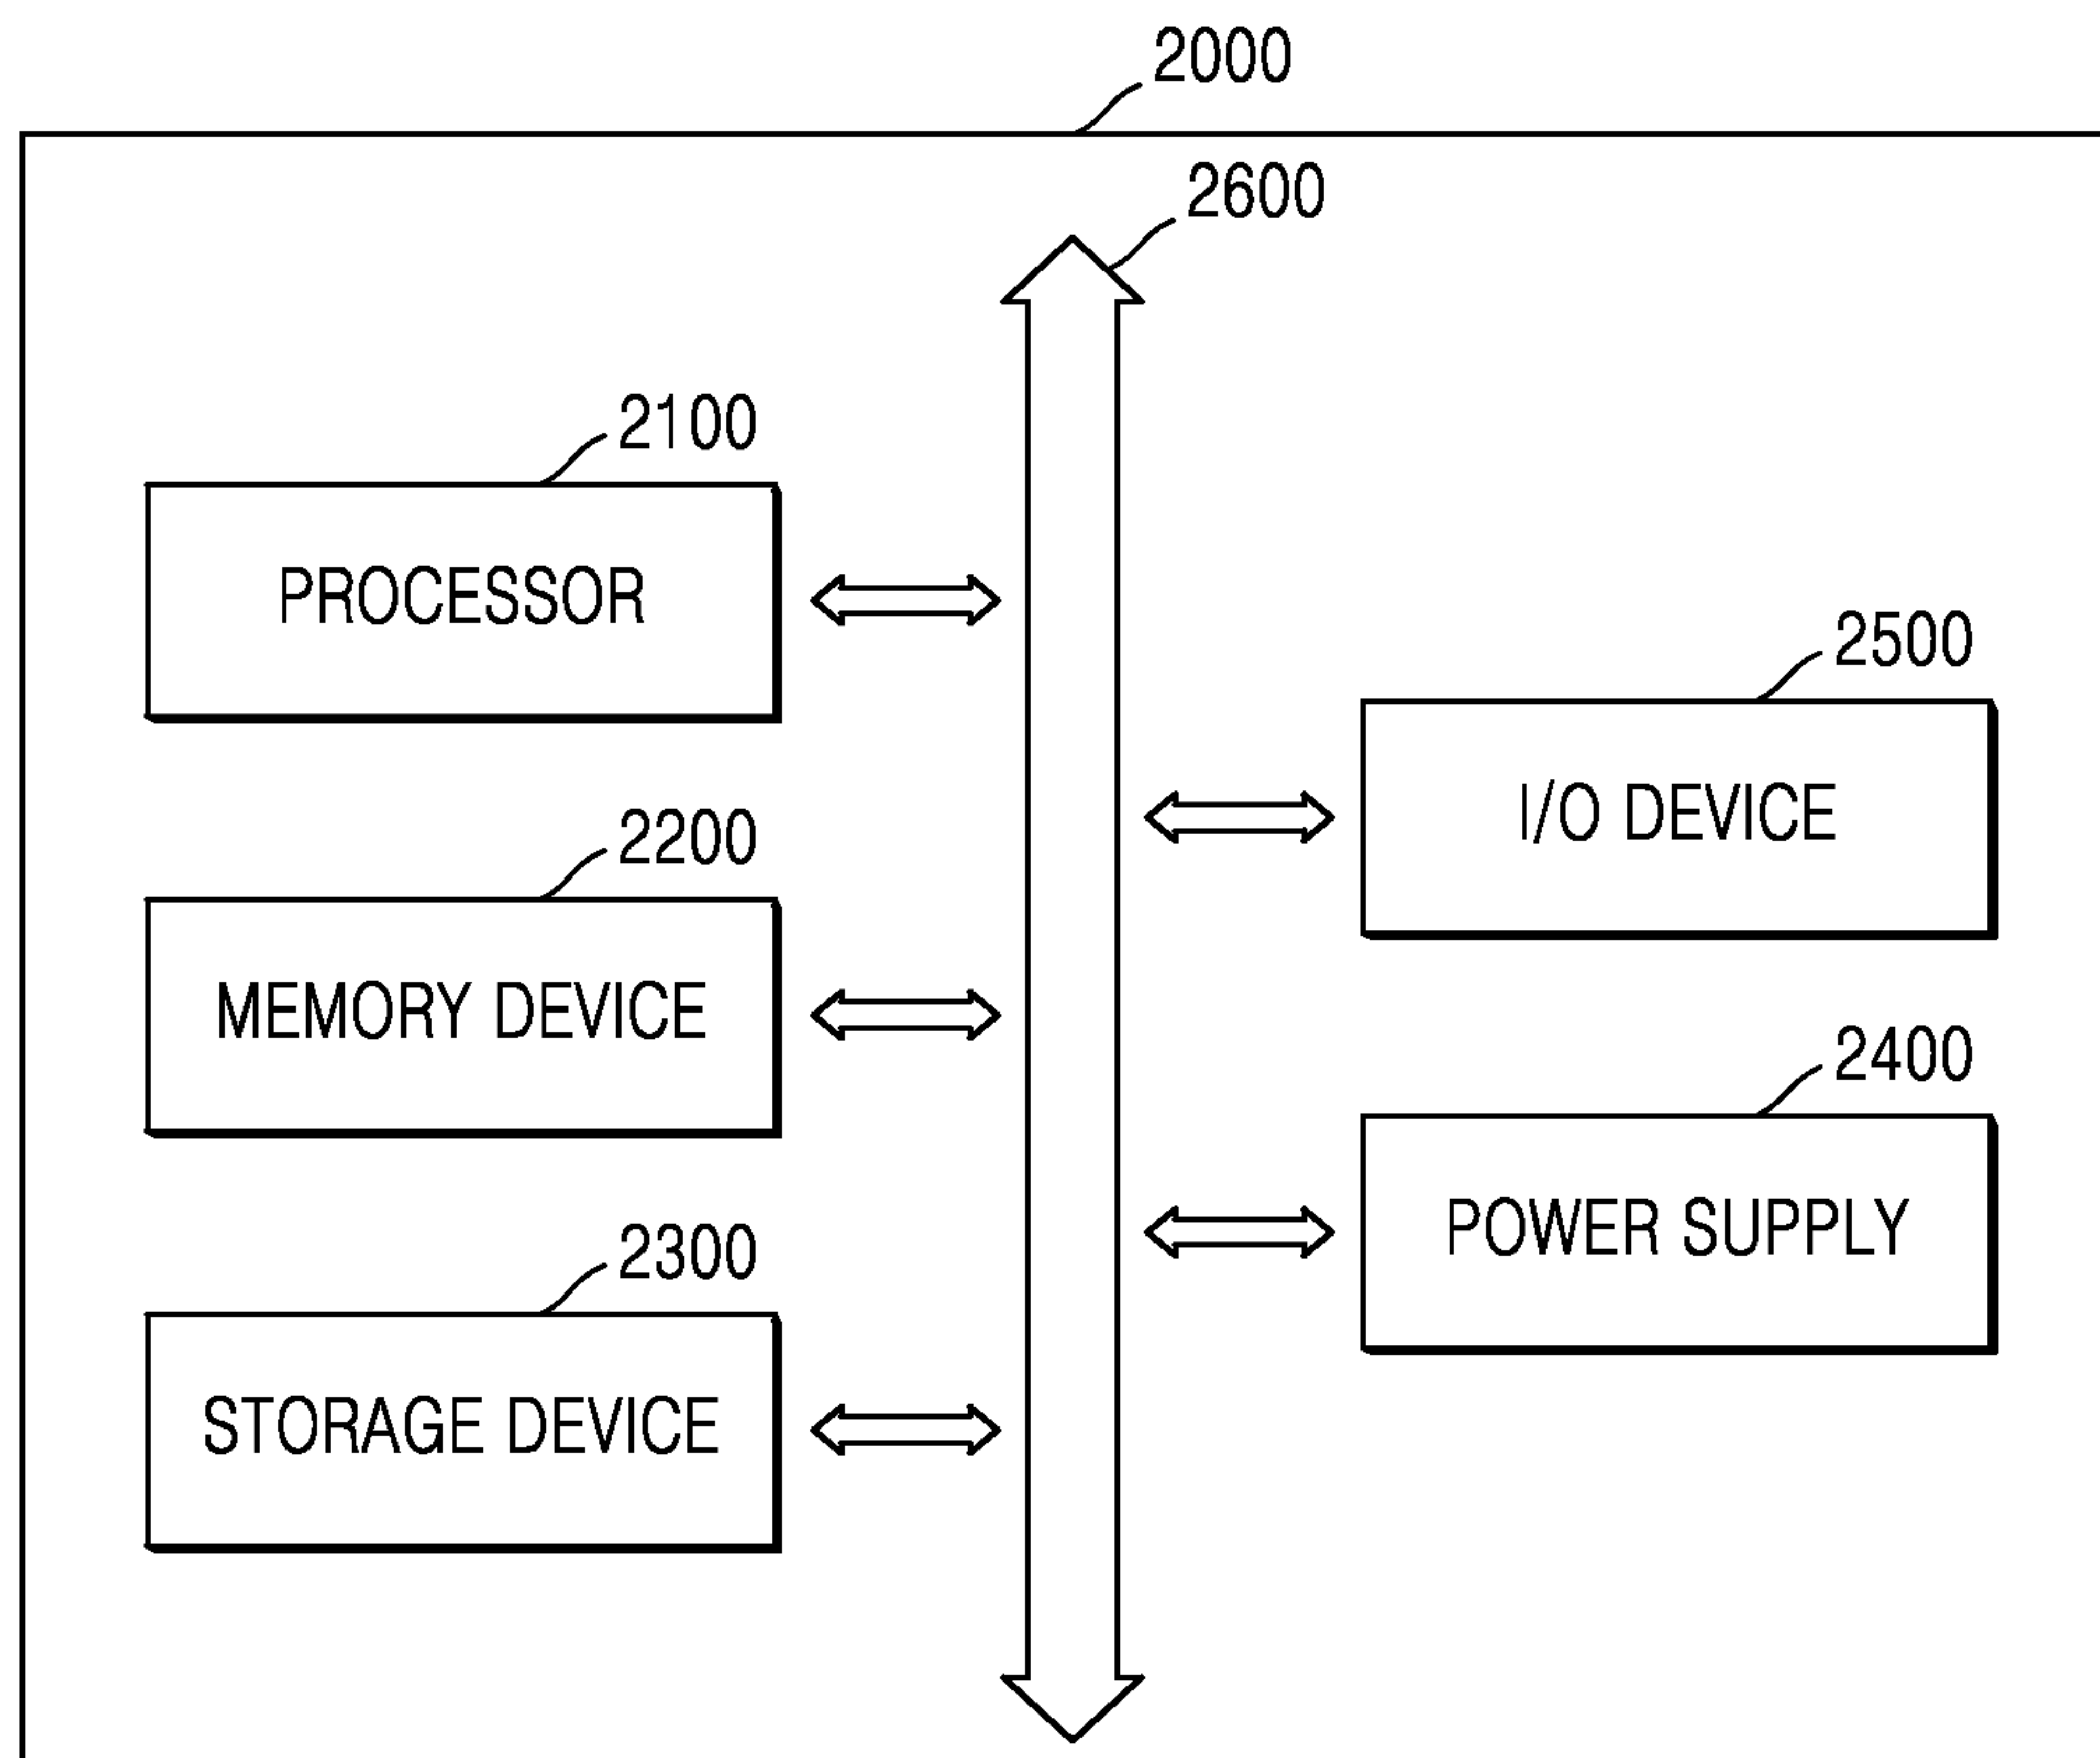 2000
2600
2100
PROCESSOR
2500
I/O DEVICE
2200
MEMORY DEVICE
2400
POWER SUPPLY
2300
STORAGE DEVICE